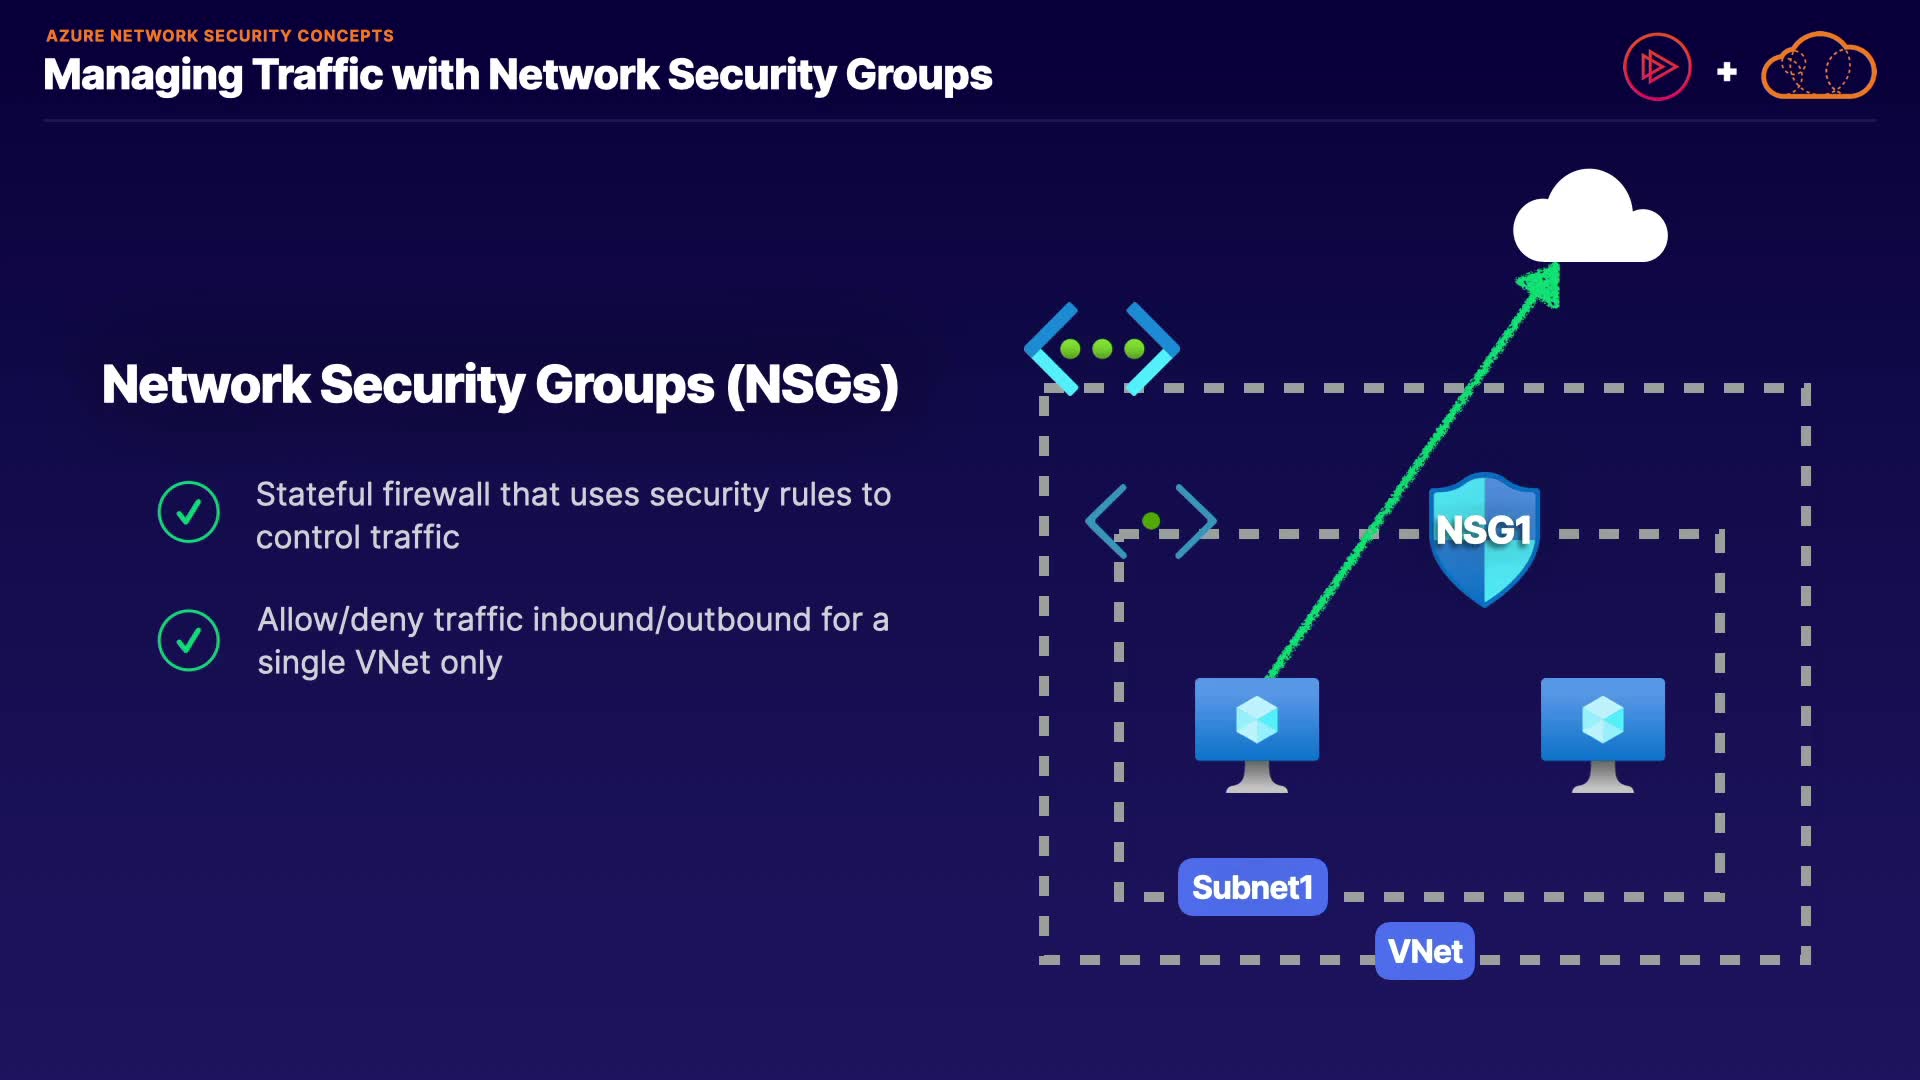 AZURE NETWORK SECURITY CONCEPTS
Managing Traffic with Network Security Groups
Network Security Groups (NSGs)
Stateful firewall that uses security rules to
control traffic
Allow/deny traffic inbound/outbound for a
single VNet only
NSG1
Subnet1
VNet